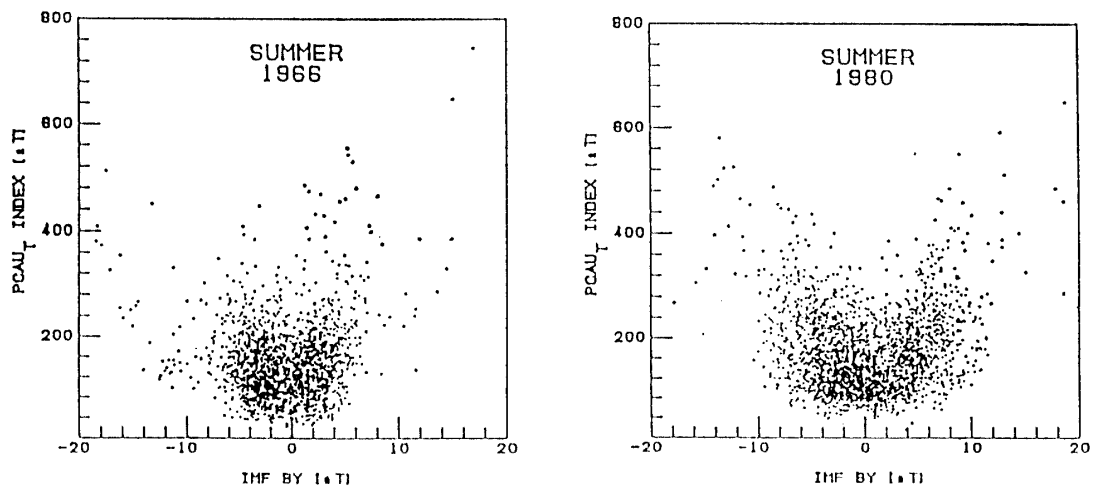 800
600
400
200
PCAU_T INDEX [nT]
SUMMER
1966
-20 -10 0 10 20
IMF BY [nT]
800
600
400
200
PCAU_T INDEX [nT]
SUMMER
1980
-20 -10 0 10 20
IMF BY [nT]